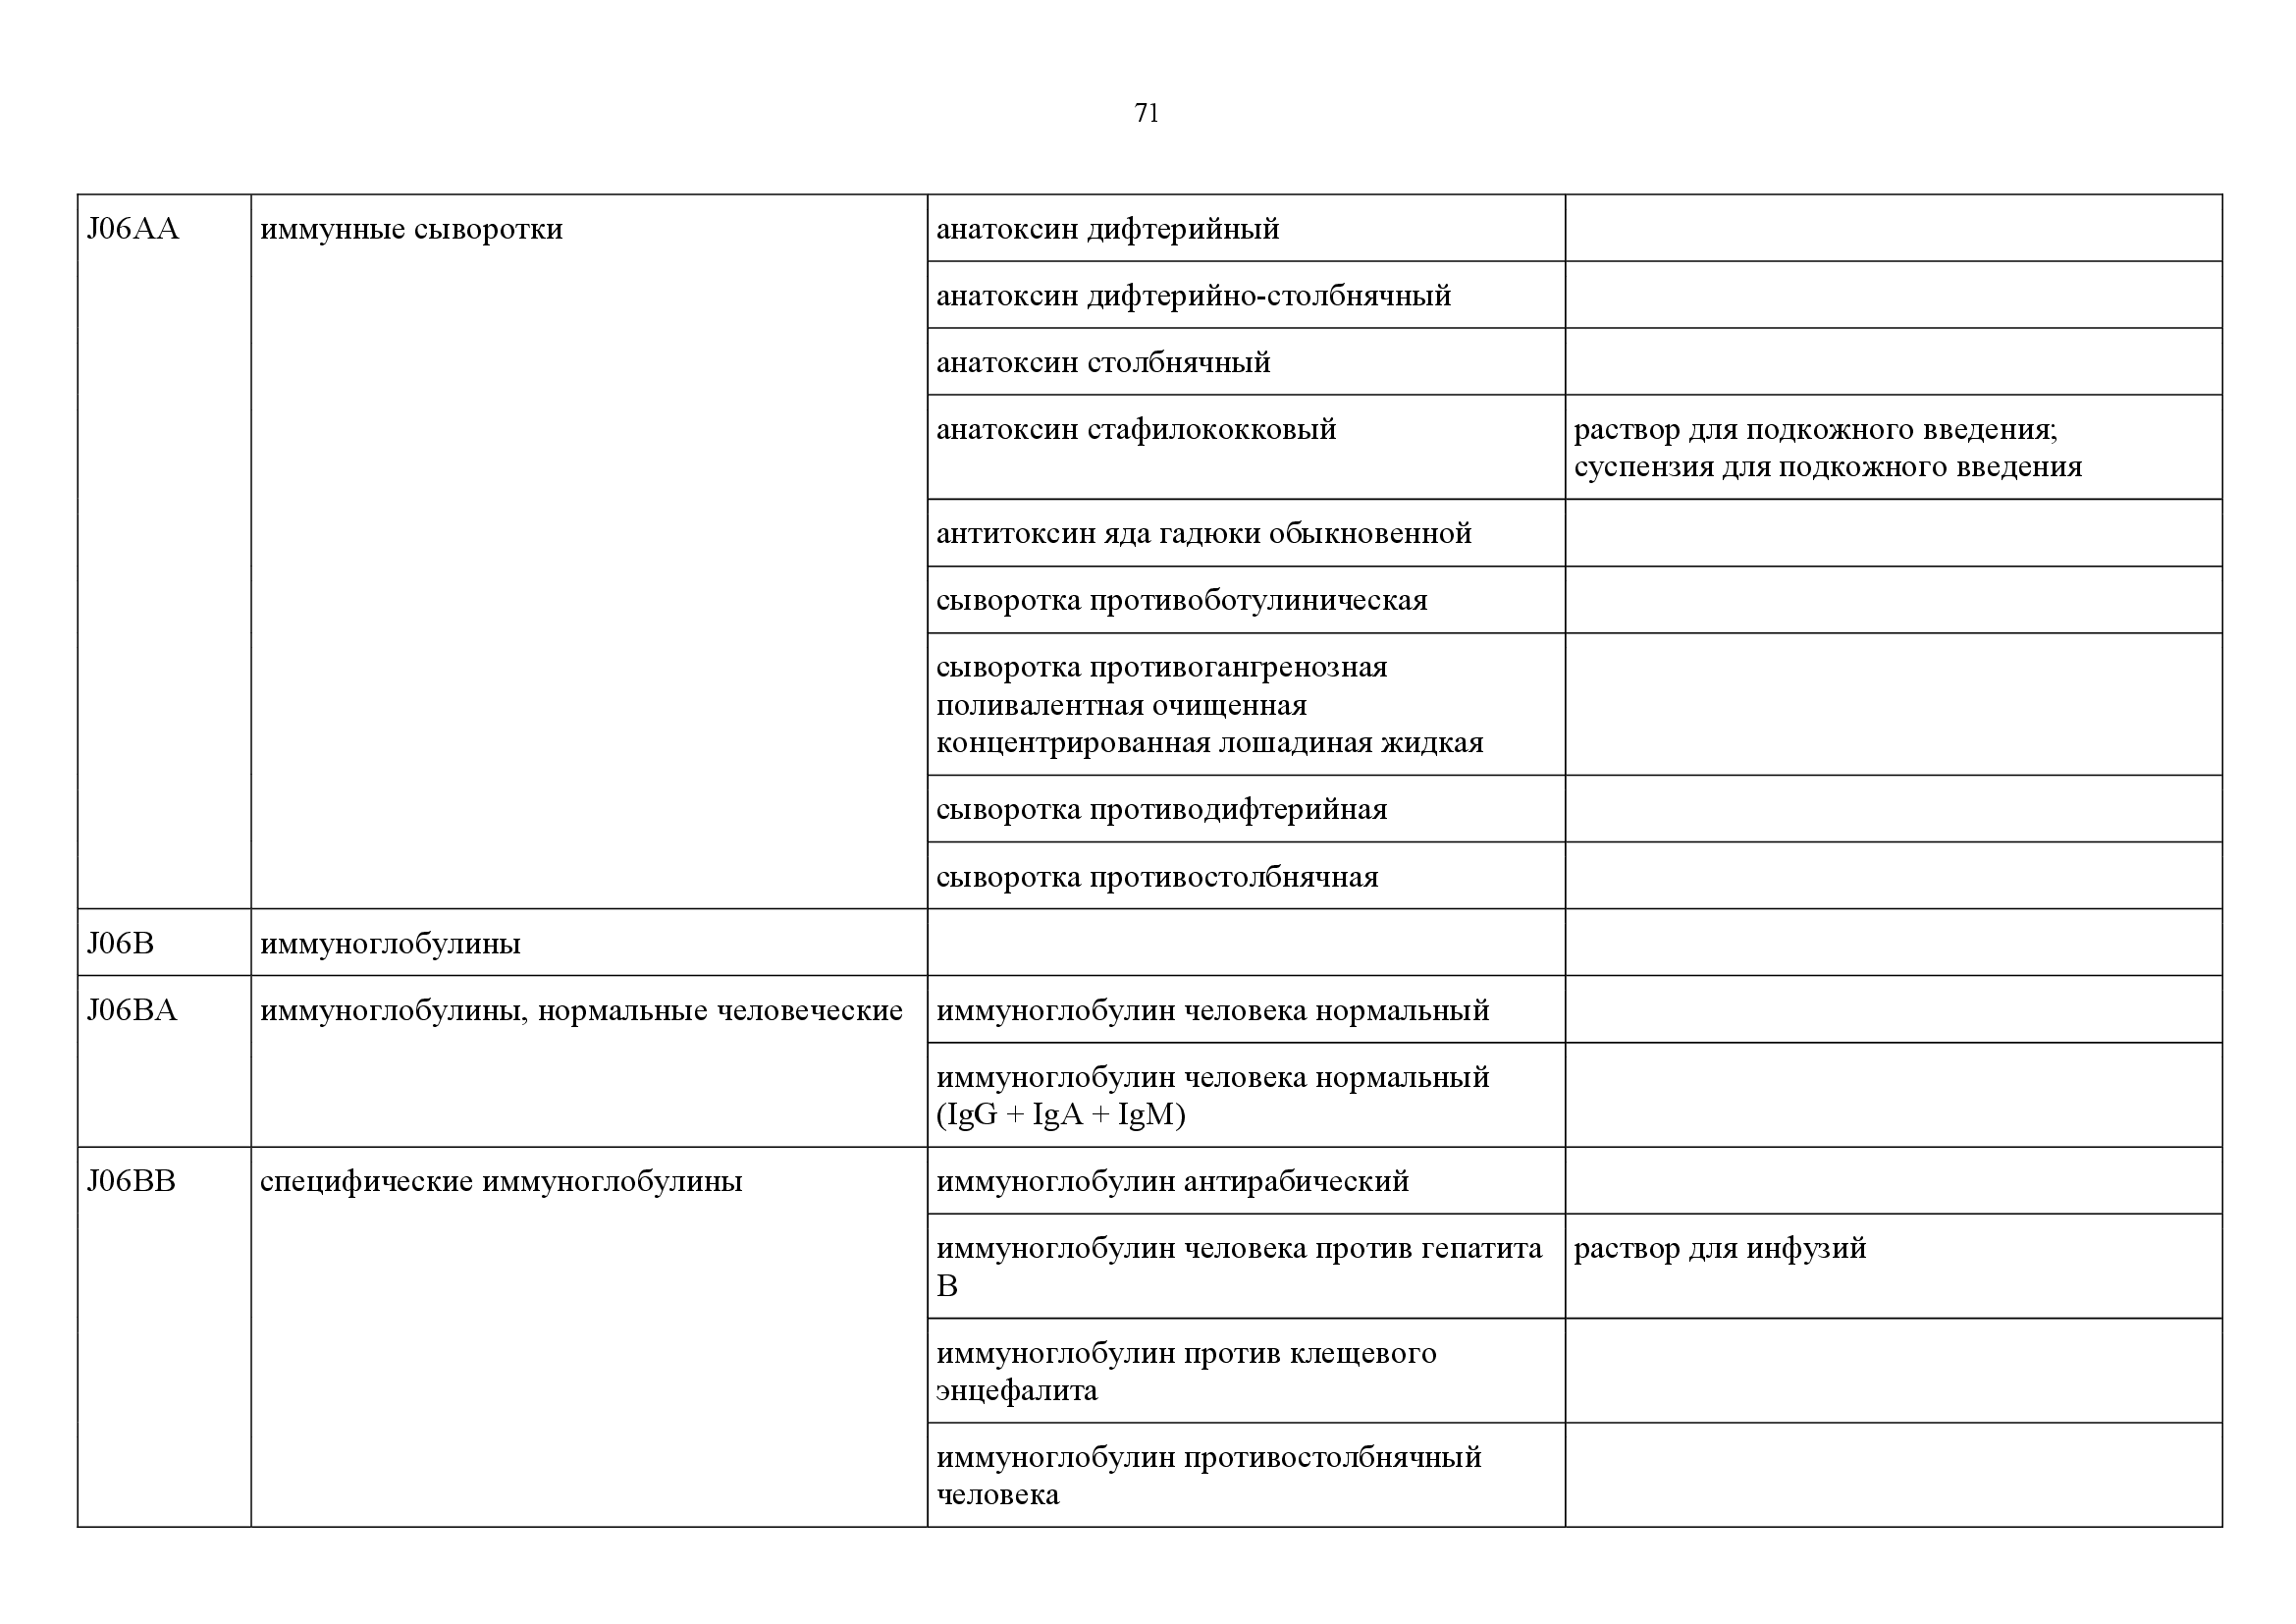 71
J06AA иммунные сыворотки анатоксин дифтерийный
анатоксин дифтерийно-столбнячный
анатоксин столбнячный
анатоксин стафилококковый раствор для подкожного введения;
суспензия для подкожного введения
антитоксин яда гадюки обыкновенной
сыворотка противоботулиническая
сыворотка противогангренозная
поливалентная очищенная
концентрированная лошадиная жидкая
сыворотка противодифтерийная
сыворотка противостолбнячная
J06B иммуноглобулины
J06BA иммуноглобулины, нормальные человеческие иммуноглобулин человека нормальный
иммуноглобулин человека нормальный
(IgG + IgA + IgM)
J06BB специфические иммуноглобулины иммуноглобулин антирабический
иммуноглобулин человека против гепатита раствор для инфузий
B
иммуноглобулин против клещевого
энцефалита
иммуноглобулин противостолбнячный
человека